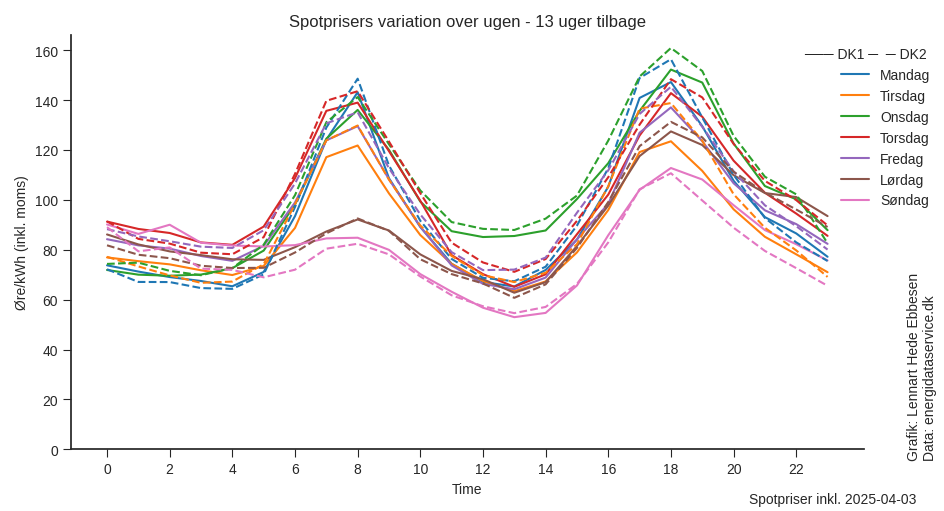 Spotprisers variation over ugen - 13 uger tilbage
Øre/kWh (inkl. moms)
160
140
120
100
80
60
40
20
0
0 2 4 6 8 10 12 14 16 18 20 22
Time
DK1 DK2
Mandag
Tirsdag
Onsdag
Torsdag
Fredag
Lørdag
Søndag
Grafik: Lennart Hede Ebbesen
Data: energidataservice.dk
Spotpriser inkl. 2025-04-03